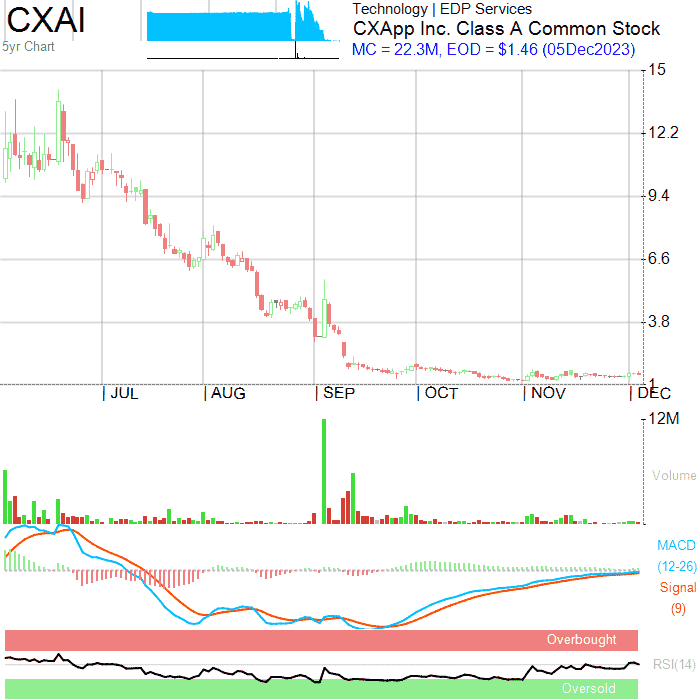 CXAI
5yr Chart
Technology | EDP Services
CXApp Inc. Class A Common Stock
MC = 22.3M, EOD = $1.46 (05Dec2023)
15
12.2
9.4
6.6
3.8
1
| JUL | AUG | SEP | OCT | NOV | DEC
12M
Volume
MACD
(12-26)
Signal
(9)
Overbought
RSI(14)
Oversold